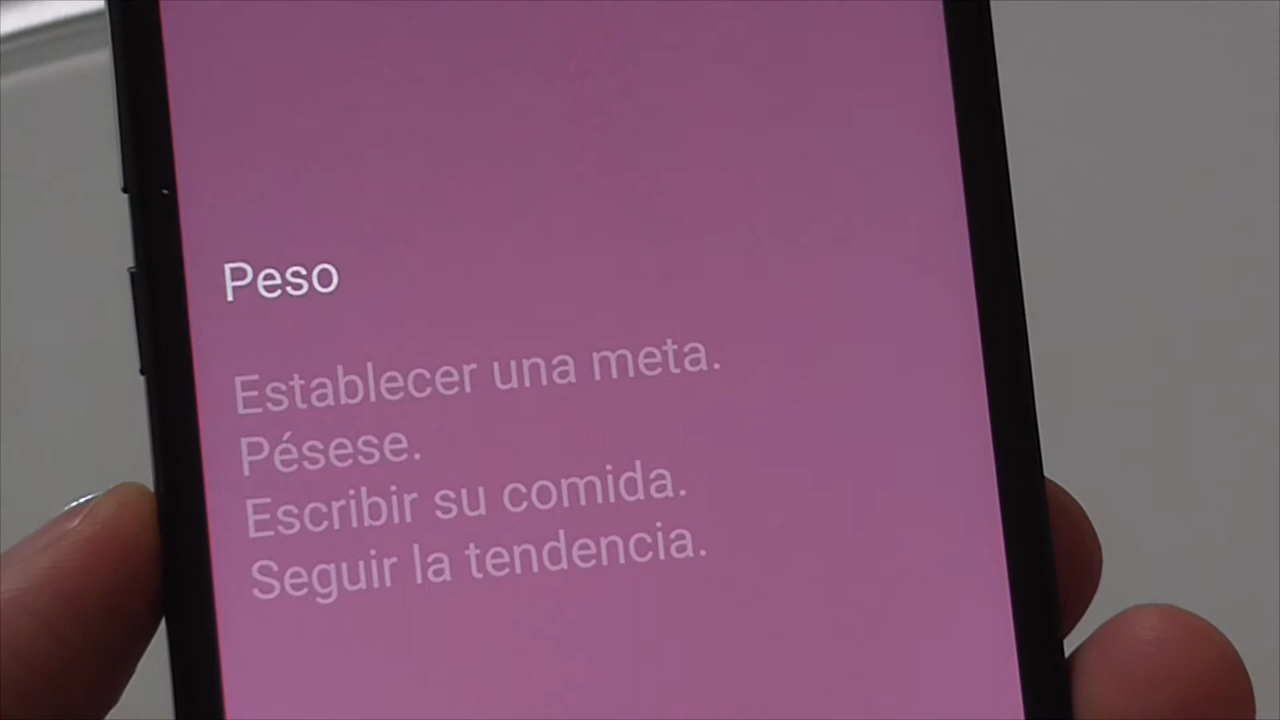 Peso
Establecer una meta.
Pésese.
Escribir su comida.
Seguir la tendencia.